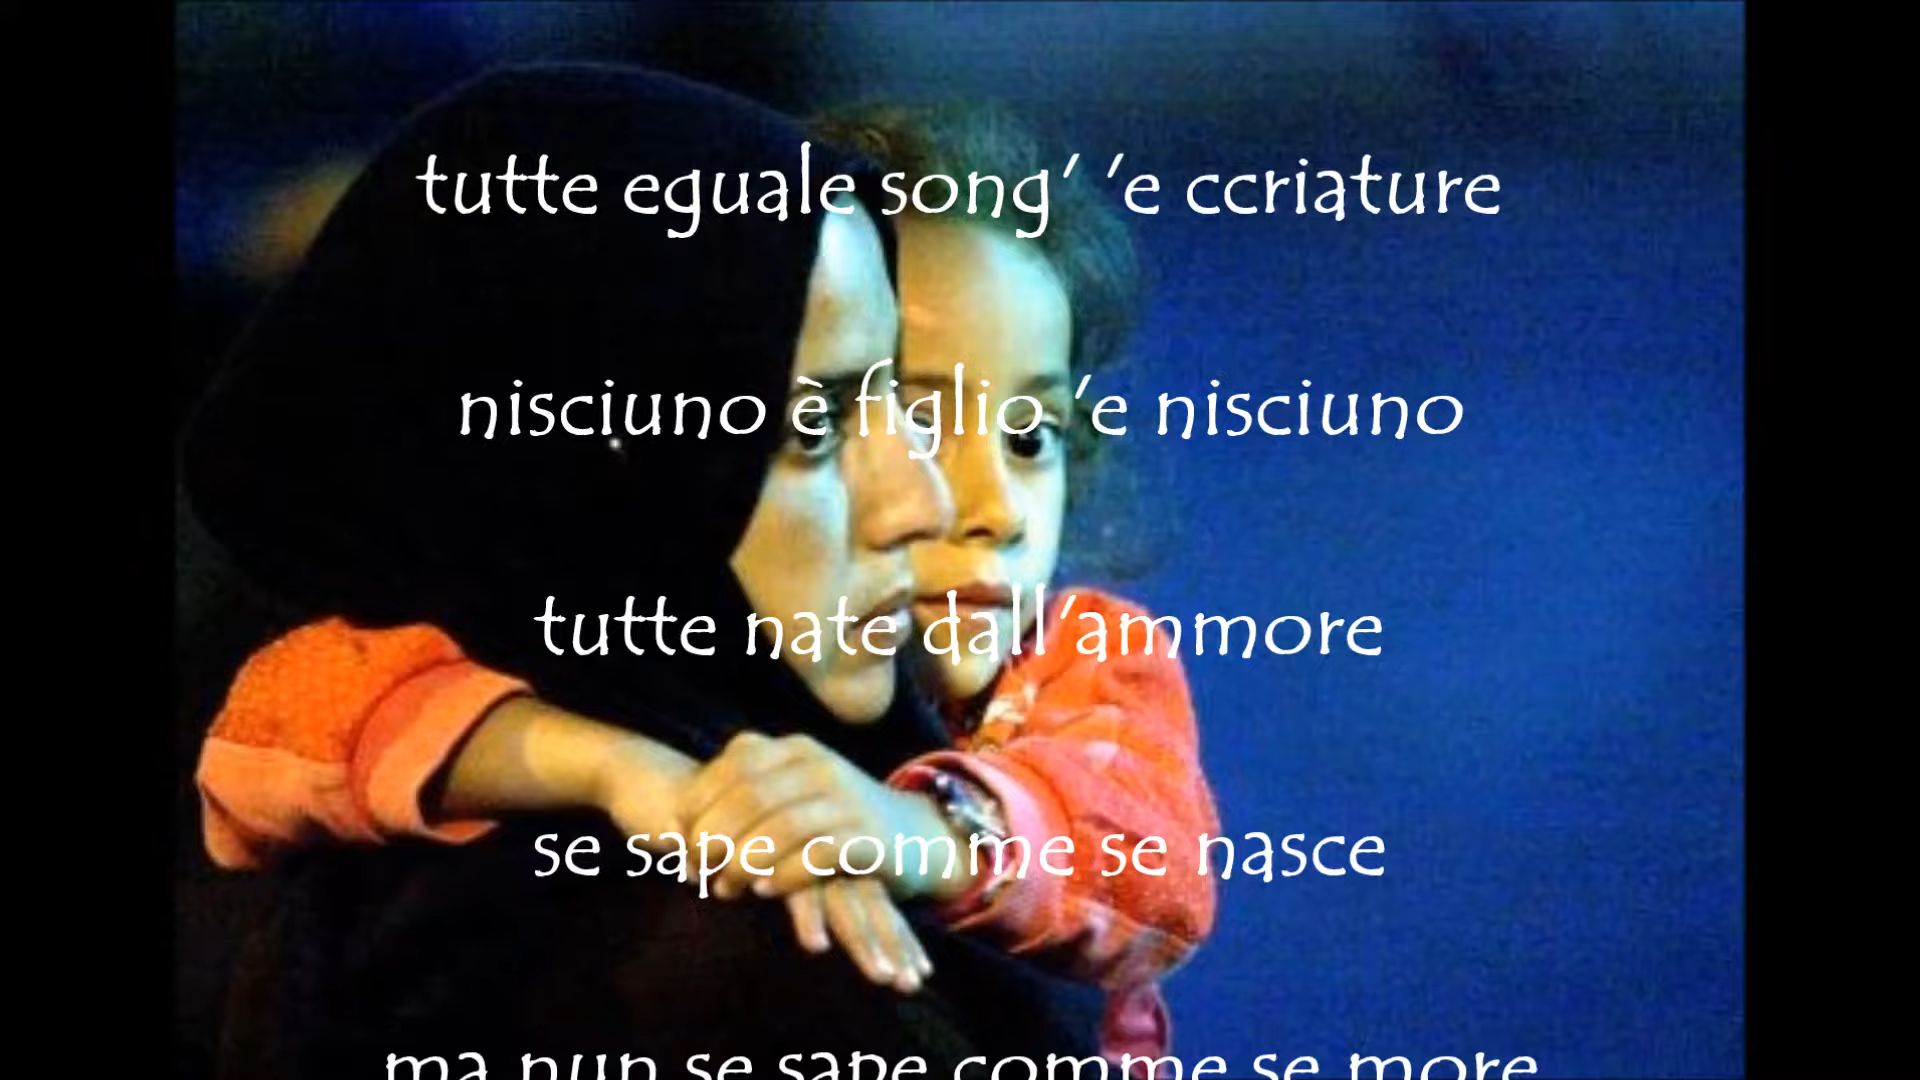 tutte eguale song' 'e ccriature
nisciuno è figlio 'e nisciuno
tutte nate dall'ammore
se sape comme se nasce
ma nun se sape comme se more